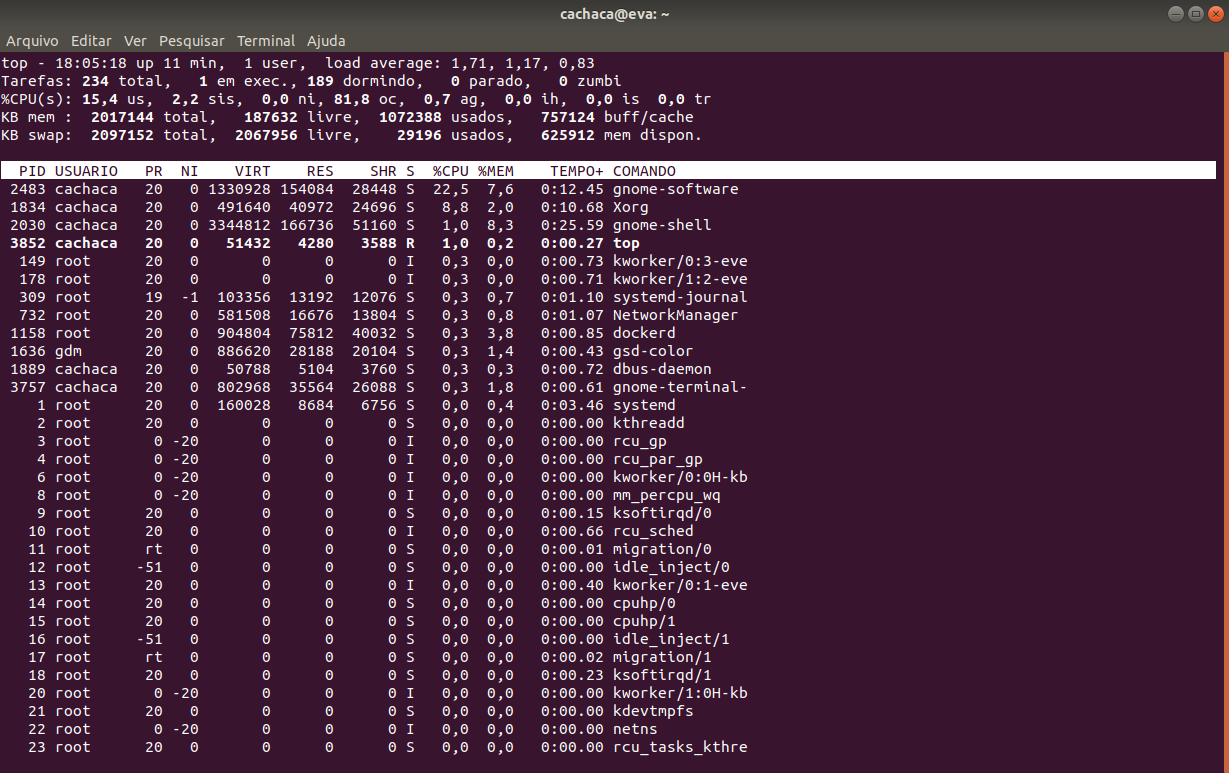 cachaca@eva: ~
Arquivo Editar Ver Pesquisar Terminal Ajuda
top - 18:05:18 up 11 min,  1 user,  load average: 1,71, 1,17, 0,83
Tarefas: 234 total,   1 em exec., 189 dormindo,   0 parado,   0 zumbi
%CPU(s): 15,4 us,  2,2 sis,  0,0 ni, 81,8 oc,  0,7 ag,  0,0 ih,  0,0 is  0,0 tr
KB mem :  2017144 total,   187632 livre,  1072388 usados,   757124 buff/cache
KB swap:  2097152 total,  2067956 livre,    29196 usados,   625912 mem dispon.
PID USUARIO   PR  NI    VIRT    RES    SHR S  %CPU %MEM    TEMPO+ COMANDO
2483 cachaca   20   0 1330928 154084  28448 S  22,5  7,6   0:12.45 gnome-software
1834 cachaca   20   0  491640  40972  24696 S   8,8  2,0   0:10.68 Xorg
2030 cachaca   20   0 3344812 166736  51160 S   1,0  8,3   0:25.59 gnome-shell
3852 cachaca   20   0   51432   4280   3588 R   1,0  0,2   0:00.27 top
149 root      20   0       0      0      0 I   0,3  0,0   0:00.73 kworker/0:3-eve
178 root      20   0       0      0      0 I   0,3  0,0   0:00.71 kworker/1:2-eve
309 root      19  -1  103356  13192  12076 S   0,3  0,7   0:01.10 systemd-journal
732 root      20   0  581508  16676  13804 S   0,3  0,8   0:01.07 NetworkManager
1158 root      20   0  904804  75812  40032 S   0,3  3,8   0:00.85 dockerd
1636 gdm       20   0  886620  28188  20104 S   0,3  1,4   0:00.43 gsd-color
1889 cachaca   20   0   50788   5104   3760 S   0,3  0,3   0:00.72 dbus-daemon
3757 cachaca   20   0  802968  35564  26088 S   0,3  1,8   0:00.61 gnome-terminal-
1 root      20   0  160028   8684   6756 S   0,0  0,4   0:03.46 systemd
2 root      20   0       0      0      0 S   0,0  0,0   0:00.00 kthreadd
3 root       0 -20       0      0      0 I   0,0  0,0   0:00.00 rcu_gp
4 root       0 -20       0      0      0 I   0,0  0,0   0:00.00 rcu_par_gp
6 root       0 -20       0      0      0 I   0,0  0,0   0:00.00 kworker/0:0H-kb
8 root       0 -20       0      0      0 I   0,0  0,0   0:00.00 mm_percpu_wq
9 root      20   0       0      0      0 S   0,0  0,0   0:00.15 ksoftirqd/0
10 root      20   0       0      0      0 I   0,0  0,0   0:00.66 rcu_sched
11 root      rt   0       0      0      0 S   0,0  0,0   0:00.01 migration/0
12 root     -51   0       0      0      0 S   0,0  0,0   0:00.00 idle_inject/0
13 root      20   0       0      0      0 I   0,0  0,0   0:00.40 kworker/0:1-eve
14 root      20   0       0      0      0 S   0,0  0,0   0:00.00 cpuhp/0
15 root      20   0       0      0      0 S   0,0  0,0   0:00.00 cpuhp/1
16 root     -51   0       0      0      0 S   0,0  0,0   0:00.00 idle_inject/1
17 root      rt   0       0      0      0 S   0,0  0,0   0:00.02 migration/1
18 root      20   0       0      0      0 S   0,0  0,0   0:00.23 ksoftirqd/1
20 root       0 -20       0      0      0 I   0,0  0,0   0:00.00 kworker/1:0H-kb
21 root      20   0       0      0      0 S   0,0  0,0   0:00.00 kdevtmpfs
22 root       0 -20       0      0      0 I   0,0  0,0   0:00.00 netns
23 root      20   0       0      0      0 S   0,0  0,0   0:00.00 rcu_tasks_kthre